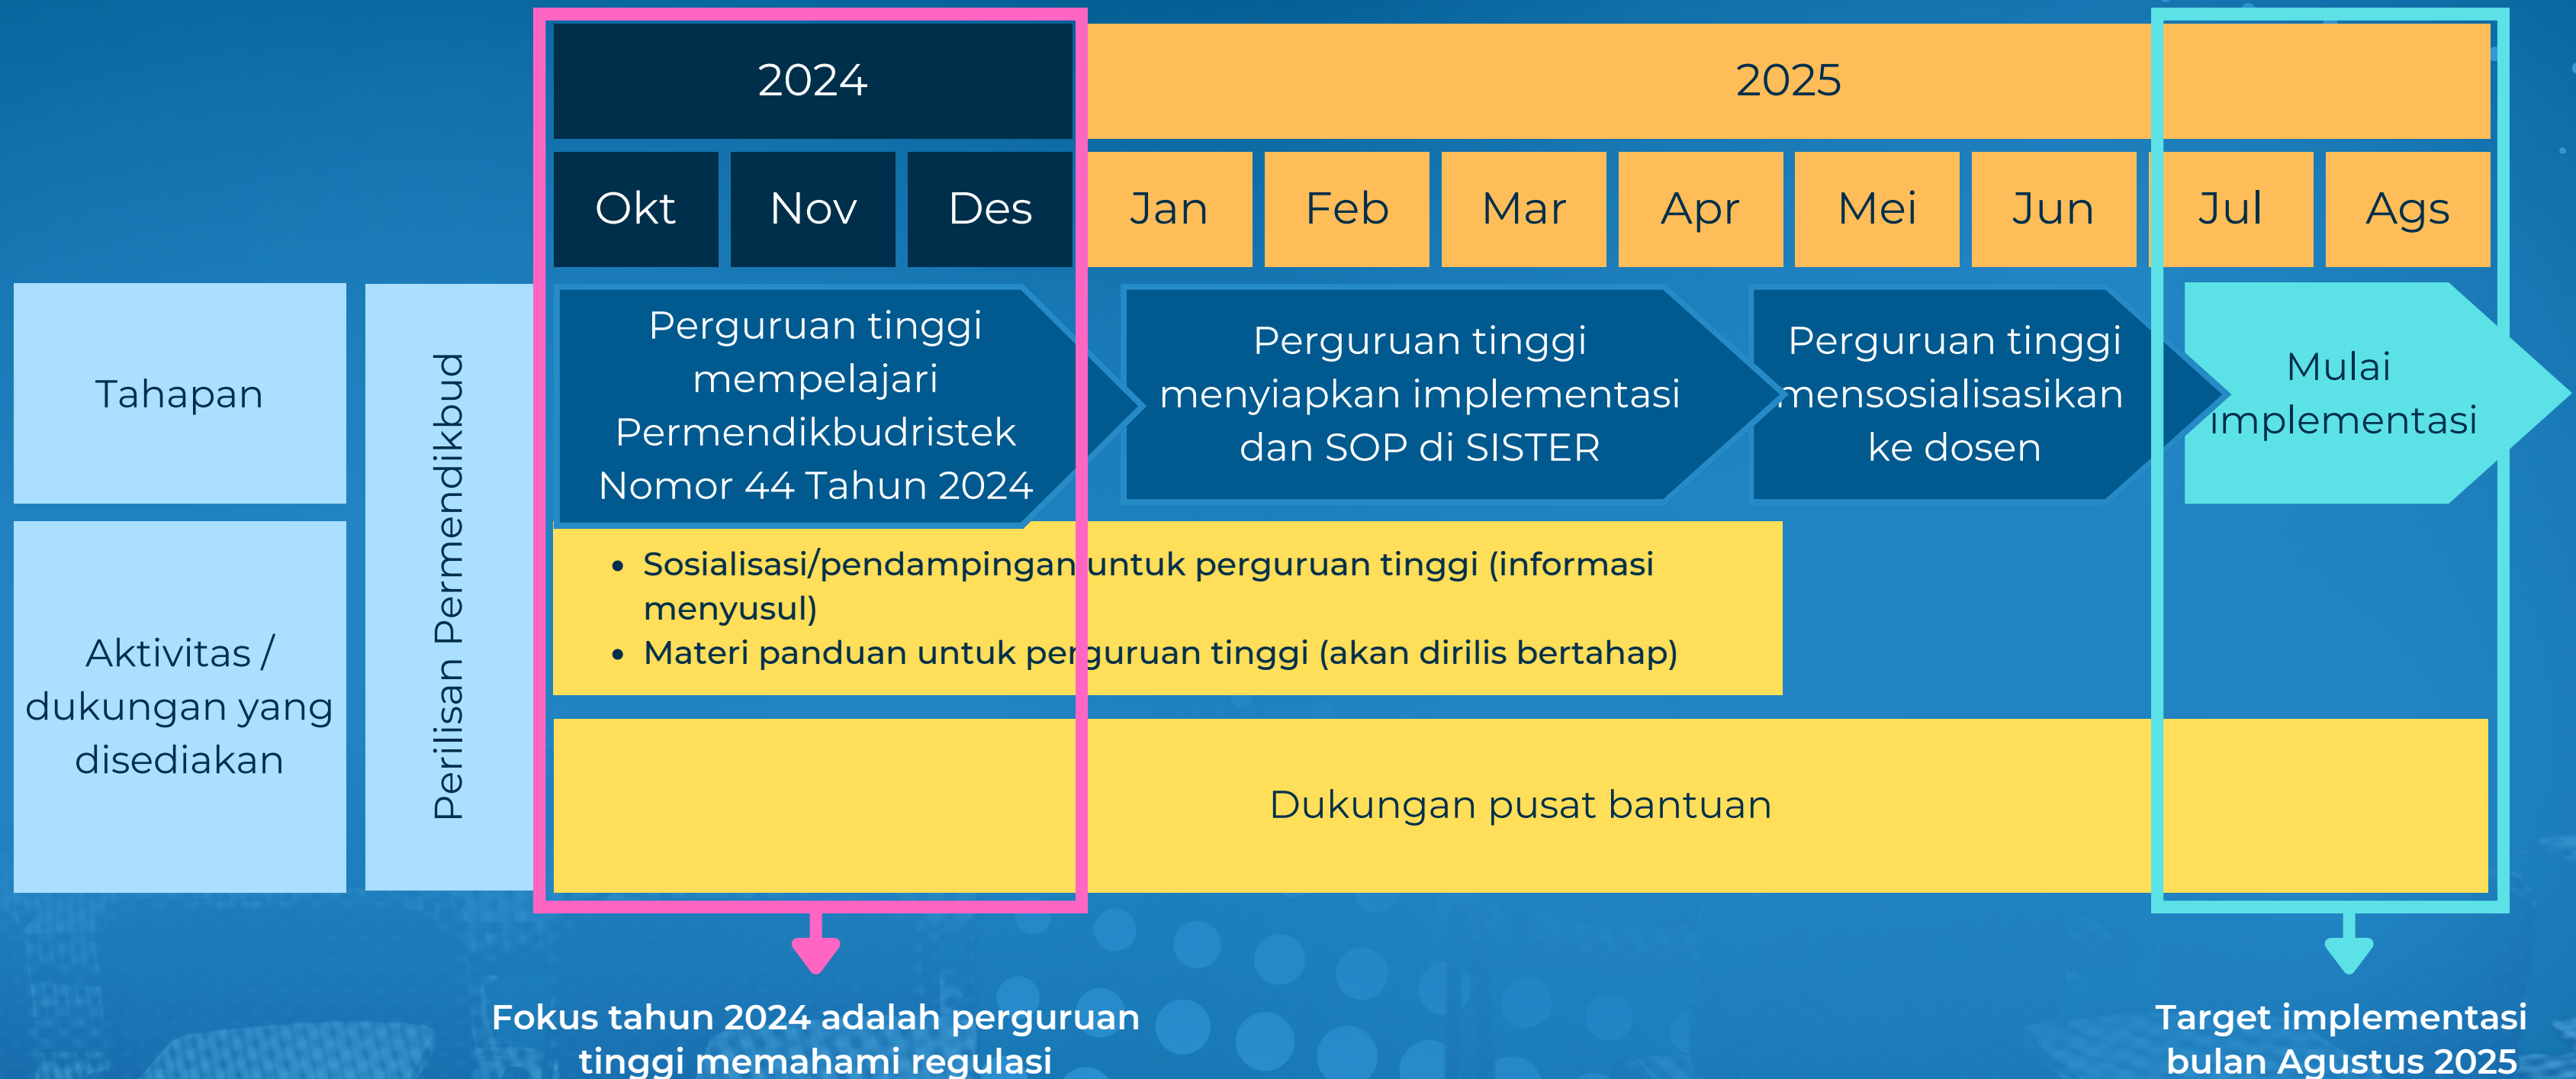 2024
2025
Okt
Nov
Des
Jan
Feb
Mar
Apr
Mei
Jun
Jul
Ags
Tahapan
Perilisan Permendikbud
Perguruan tinggi
mempelajari
Permendikbudristek
Nomor 44 Tahun 2024
Perguruan tinggi
menyiapkan implementasi
dan SOP di SISTER
Perguruan tinggi
mensosialisasikan
ke dosen
Mulai
implementasi
Aktivitas /
dukungan yang
disediakan
• Sosialisasi/pendampingan untuk perguruan tinggi (informasi
menyusul)
• Materi panduan untuk perguruan tinggi (akan dirilis bertahap)
Dukungan pusat bantuan
Fokus tahun 2024 adalah perguruan
tinggi memahami regulasi
Target implementasi
bulan Agustus 2025